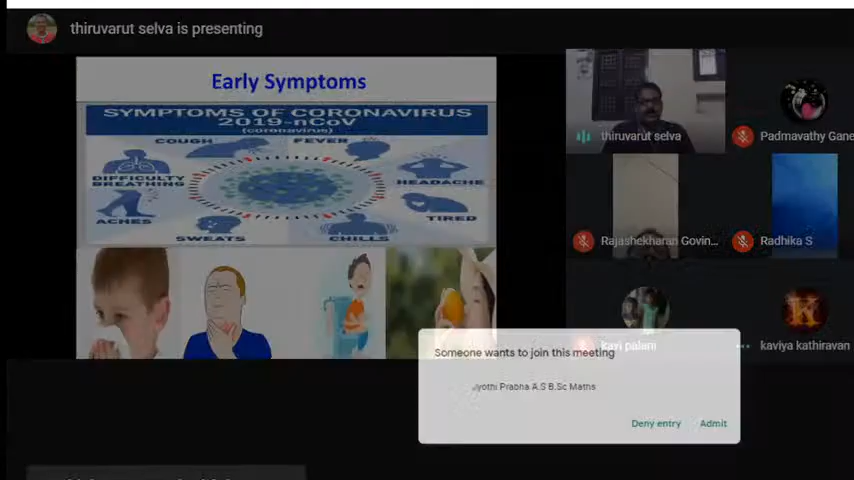 thiruvarut selva is presenting
Early Symptoms
SYMPTOMS OF CORONAVIRUS
2019-nCoV
(coronavirus)
COUGH
FEVER
DIFFICULTY
BREATHING
HEADACHE
ACHES
TIRED
SWEATS
CHILLS
thiruvarut selva
Padmavathy Gane
Rajashekharan Govin...
Radhika S
kavi palani
kaviya kathiravan
Someone wants to join this meeting
Jyothi Prabha A.S B.Sc Maths
Deny entry
Admit